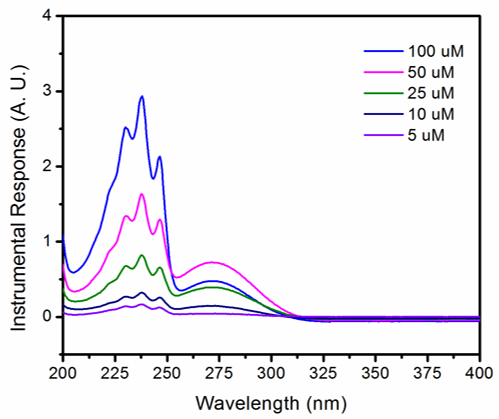 Instrumental Response (A. U.)
4
3
2
1
0
100 uM
50 uM
25 uM
10 uM
5 uM
200 225 250 275 300 325 350 375 400
Wavelength (nm)